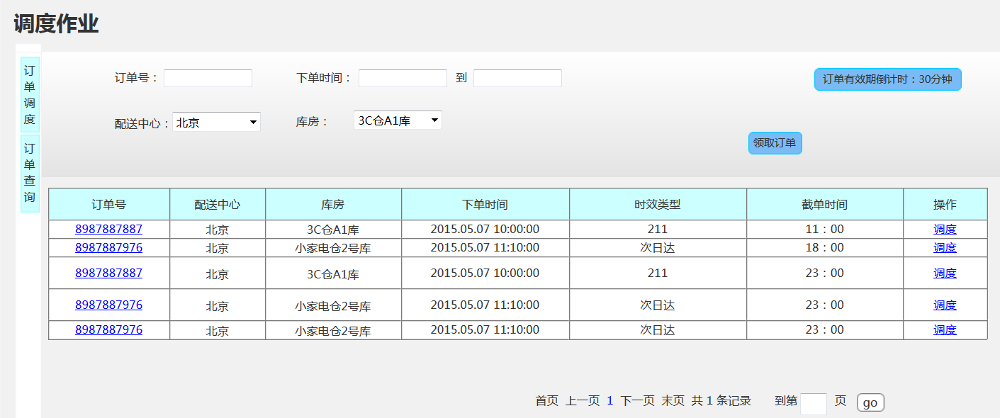 调度作业
订单调度
订单查询
订单号： 下单时间： 到 订单有效期倒计时：30分钟
配送中心： 北京 库房： 3C仓A1库
领取订单
订单号 配送中心 库房 下单时间 时效类型 截单时间 操作
8987887887 北京 3C仓A1库 2015.05.07 10:00:00 211 11：00 调度
8987887976 北京 小家电仓2号库 2015.05.07 11:10:00 次日达 18：00 调度
8987887887 北京 3C仓A1库 2015.05.07 10:00:00 211 23：00 调度
8987887976 北京 小家电仓2号库 2015.05.07 11:10:00 次日达 23：00 调度
8987887976 北京 小家电仓2号库 2015.05.07 11:10:00 次日达 23：00 调度
首页 上一页 1 下一页 末页 共 1 条记录 到第 页 go